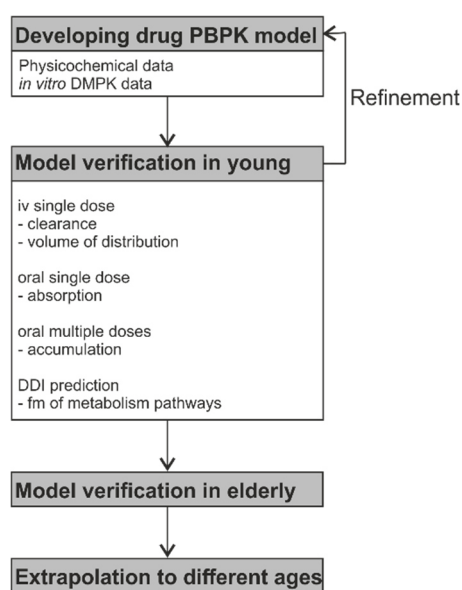 Developing drug PBPK model
Physicochemical data
in vitro DMPK data
Refinement
Model verification in young
iv single dose
- clearance
- volume of distribution
oral single dose
- absorption
oral multiple doses
- accumulation
DDI prediction
- fm of metabolism pathways
Model verification in elderly
Extrapolation to different ages